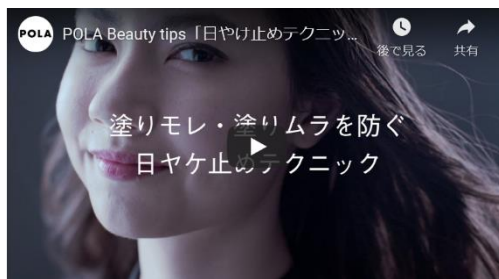 POLA
POLA Beauty tips「日やけ止めテクニッ...
後で見る
共有
塗りモレ・塗りムラを防ぐ
日ヤケ止めテクニック